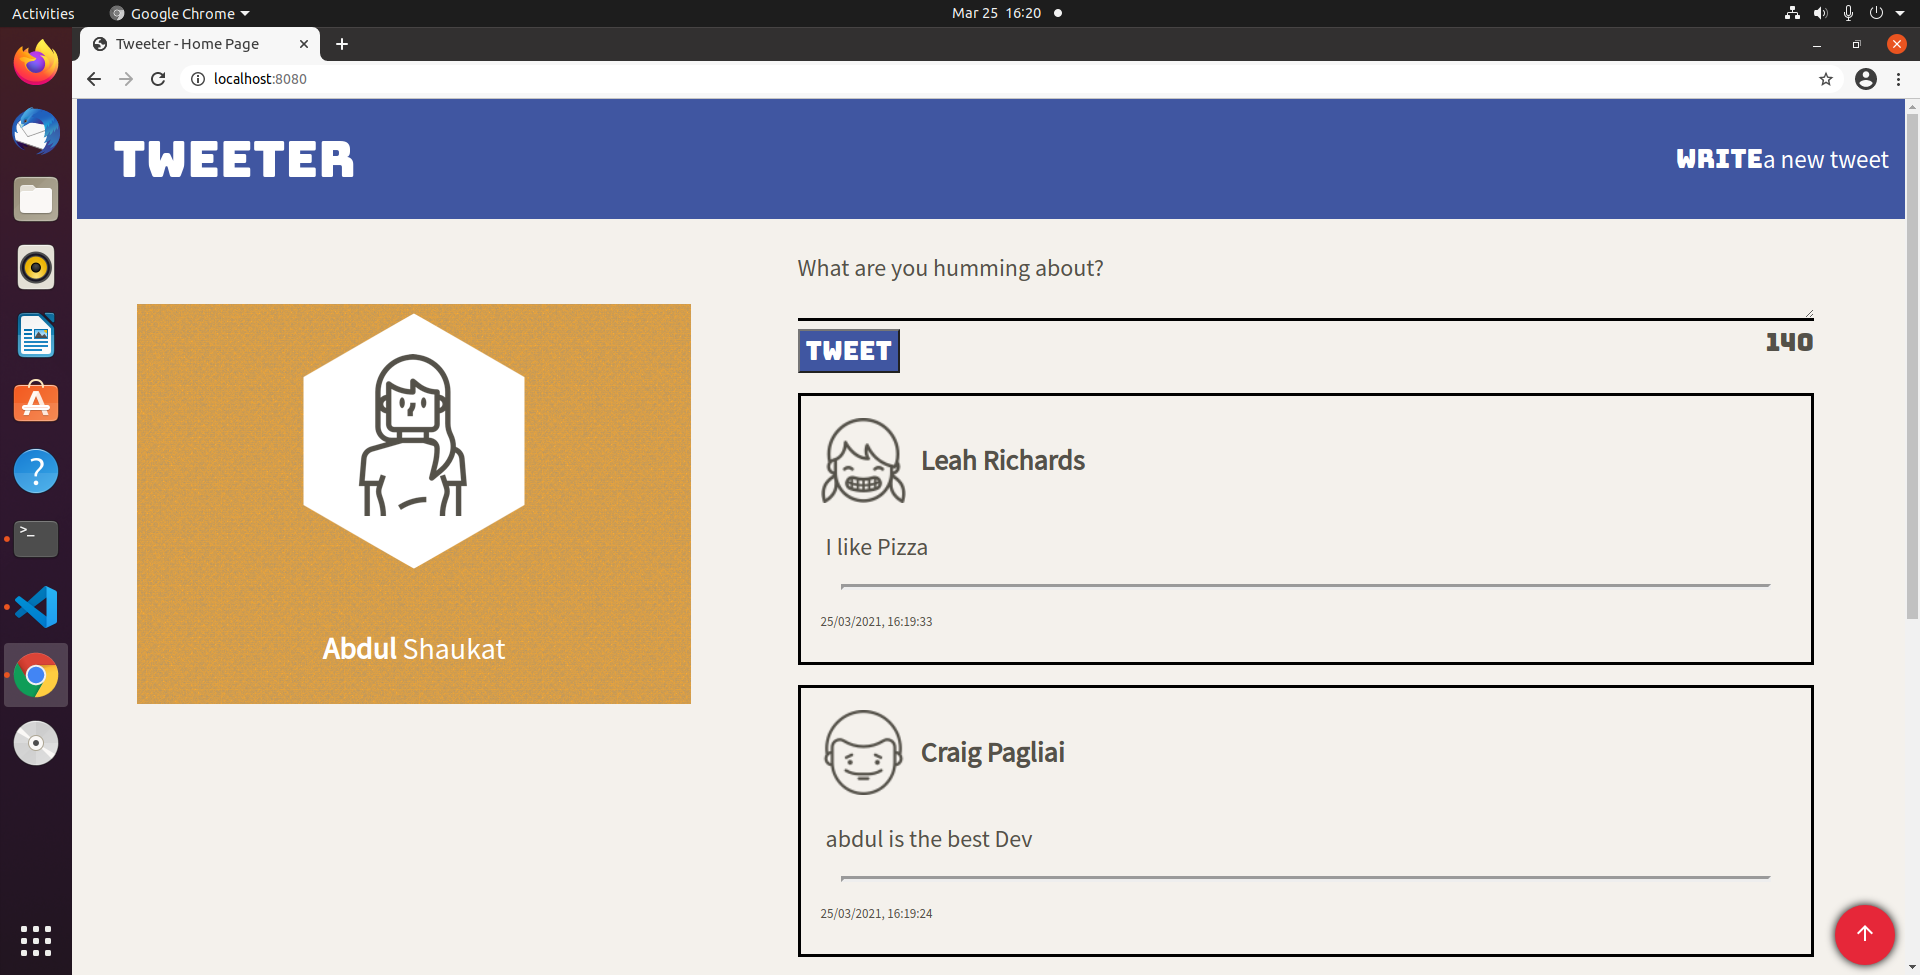 Activities
Google Chrome
Mar 25 16:20
Tweeter - Home Page
localhost:8080
TWEETER
WRITEa new tweet
What are you humming about?
TWEET
140
Abdul Shaukat
Leah Richards
I like Pizza
25/03/2021, 16:19:33
Craig Pagliai
abdul is the best Dev
25/03/2021, 16:19:24